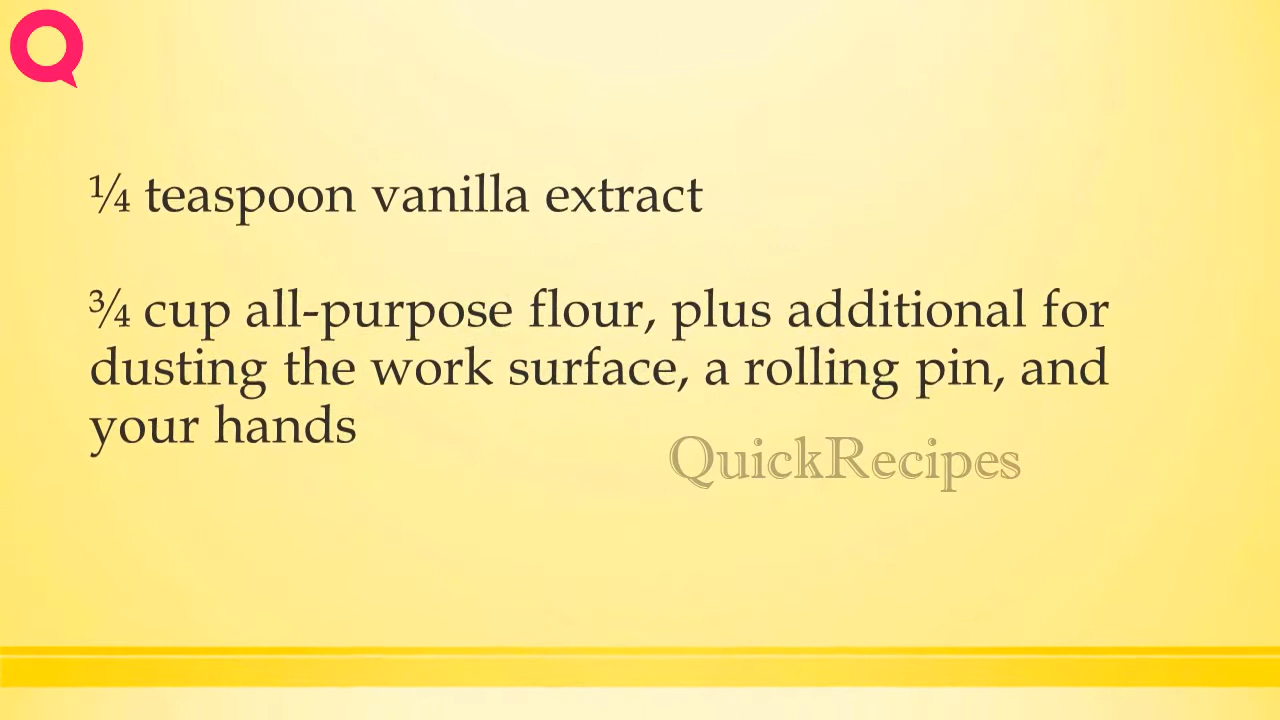 ¼ teaspoon vanilla extract
¾ cup all-purpose flour, plus additional for
dusting the work surface, a rolling pin, and
your hands
QuickRecipes